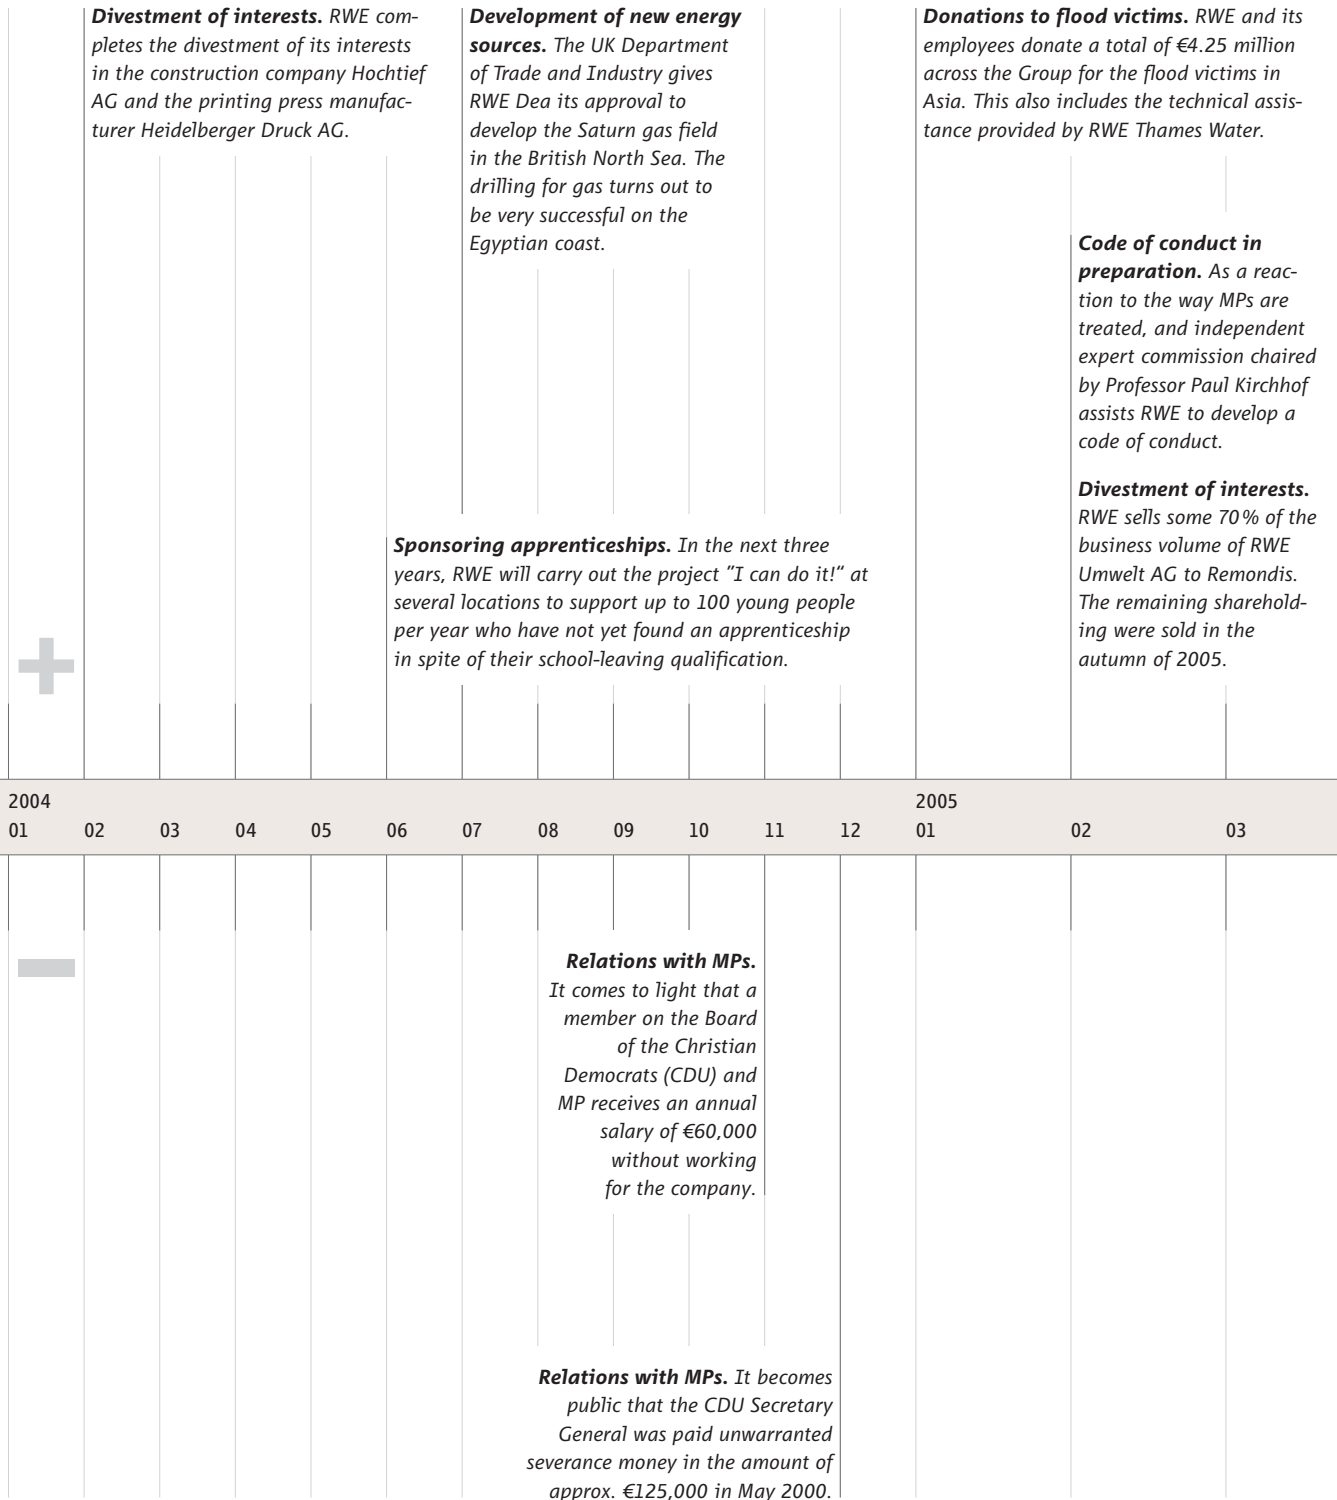 Divestment of interests. RWE com-
pletes the divestment of its interests
in the construction company Hochtief
AG and the printing press manufac-
turer Heidelberger Druck AG.
Development of new energy
sources. The UK Department
of Trade and Industry gives
RWE Dea its approval to
develop the Saturn gas field
in the British North Sea. The
drilling for gas turns out to
be very successful on the
Egyptian coast.
Donations to flood victims. RWE and its
employees donate a total of €4.25 million
across the Group for the flood victims in
Asia. This also includes the technical assis-
tance provided by RWE Thames Water.
Code of conduct in
preparation. As a reac-
tion to the way MPs are
treated, and independent
expert commission chaired
by Professor Paul Kirchhof
assists RWE to develop a
code of conduct.
Divestment of interests.
RWE sells some 70% of the
business volume of RWE
Umwelt AG to Remondis.
The remaining sharehold-
ing were sold in the
autumn of 2005.
Sponsoring apprenticeships. In the next three
years, RWE will carry out the project "I can do it!" at
several locations to support up to 100 young people
per year who have not yet found an apprenticeship
in spite of their school-leaving qualification.
+
2004 2005
01 02 03 04 05 06 07 08 09 10 11 12 01 02 03
–
Relations with MPs.
It comes to light that a
member on the Board
of the Christian
Democrats (CDU) and
MP receives an annual
salary of €60,000
without working
for the company.
Relations with MPs. It becomes
public that the CDU Secretary
General was paid unwarranted
severance money in the amount of
approx. €125,000 in May 2000.